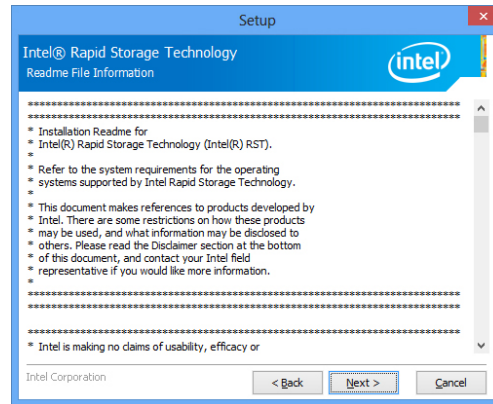 Setup
Intel® Rapid Storage Technology
Readme File Information
intel
******************************************************************
******************************************************************
* Installation Readme for
* Intel(R) Rapid Storage Technology (Intel(R) RST).
*
* Refer to the system requirements for the operating
* systems supported by Intel Rapid Storage Technology.
*
* This document makes references to products developed by
* Intel. There are some restrictions on how these products
* may be used, and what information may be disclosed to
* others. Please read the Disclaimer section at the bottom
* of this document, and contact your Intel field
* representative if you would like more information.
*
******************************************************************
******************************************************************
******************************************************************
* Intel is making no claims of usability, efficacy or
Intel Corporation
< Back
Next >
Cancel